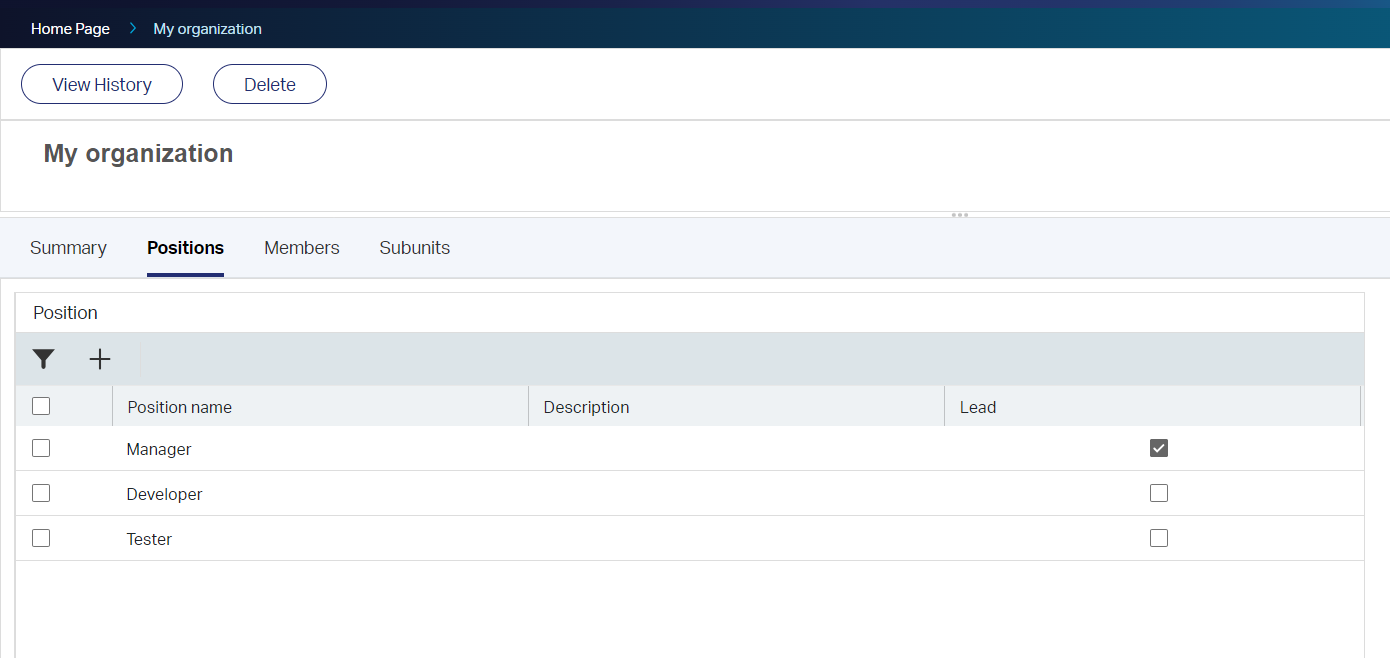 Home Page > My organization
View History Delete
My organization
Summary Positions Members Subunits
Position
Position name Description Lead
Manager
Developer
Tester